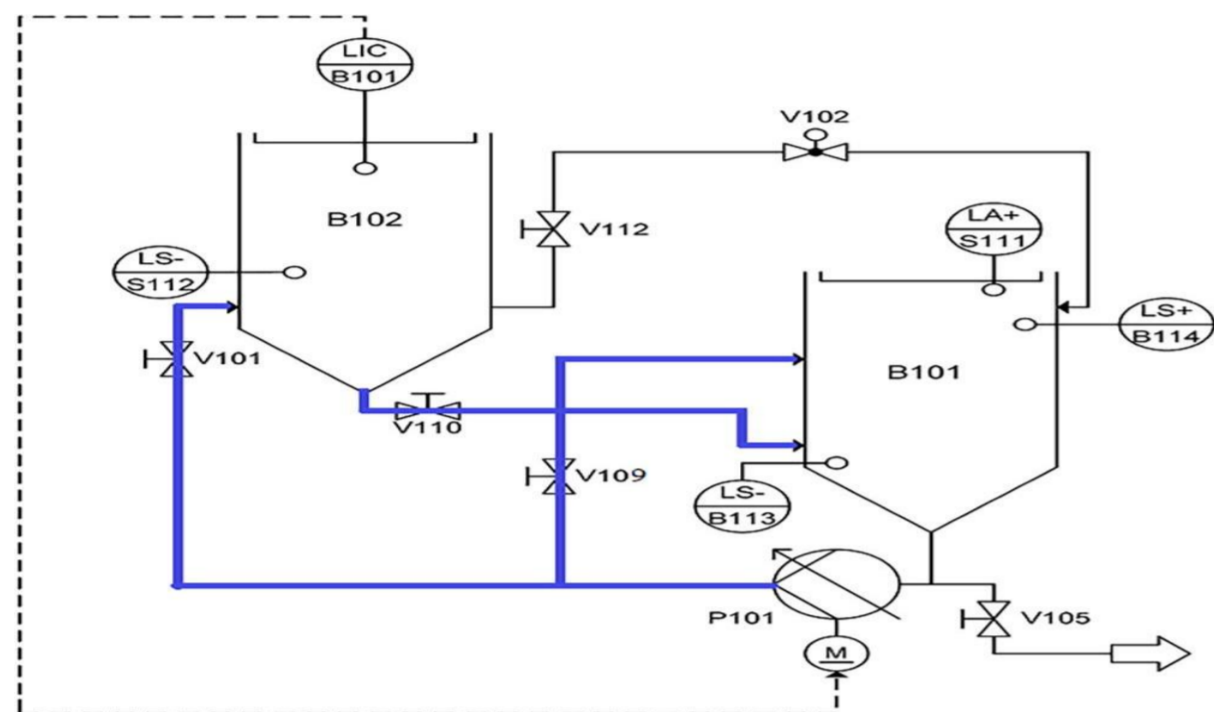 LIC
B101
V102
B102
LA+
S111
V112
LS-
S112
LS+
B114
V101
B101
V110
V109
LS-
B113
P101
V105
M